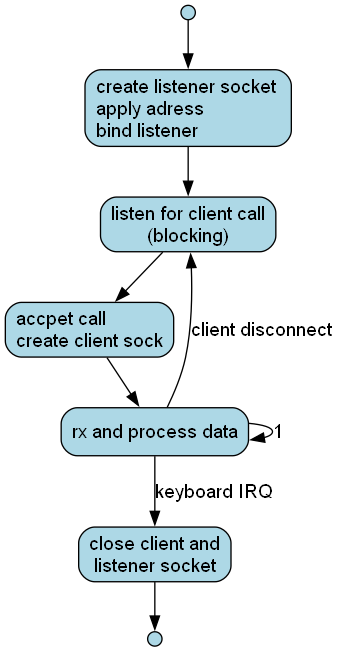 create listener socket
apply adress
bind listener
listen for client call
(blocking)
accpet call
create client sock
client disconnect
rx and process data
1
keyboard IRQ
close client and
listener socket